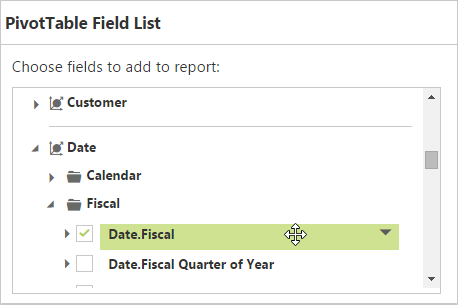 PivotTable Field List
Choose fields to add to report:
Customer
Date
Calendar
Fiscal
Date.Fiscal
Date.Fiscal Quarter of Year